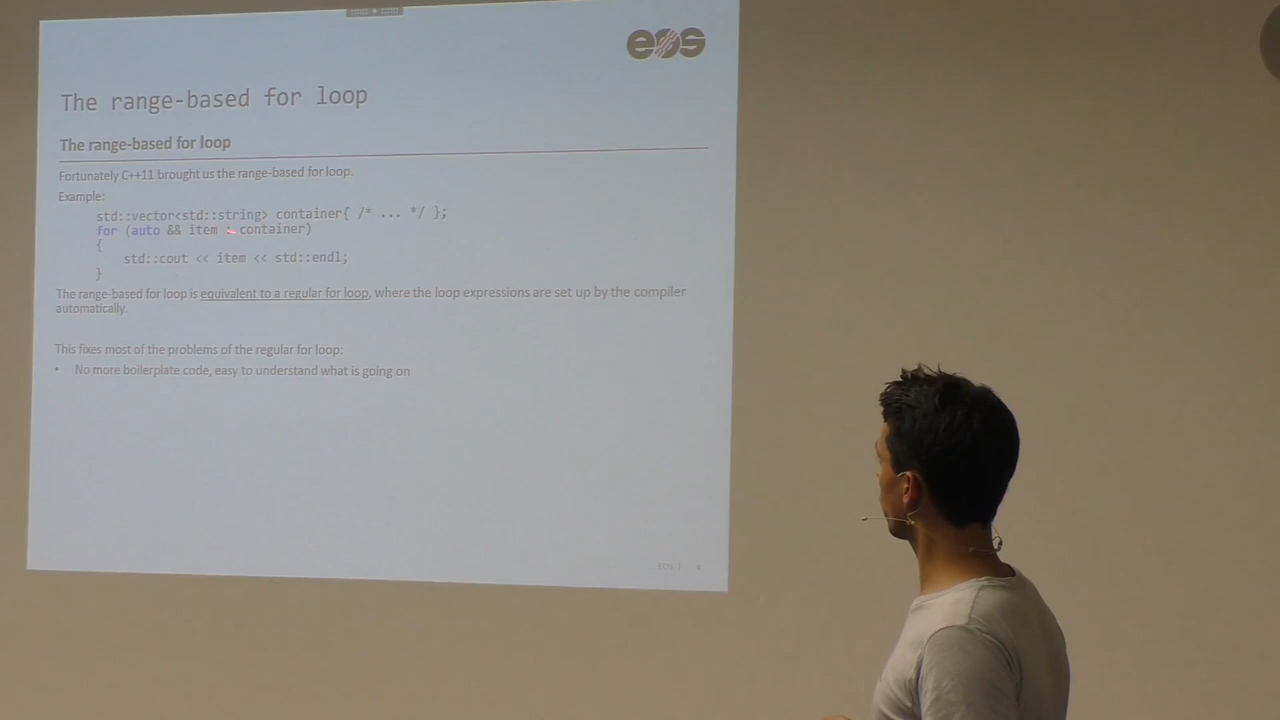 eos
The range-based for loop
The range-based for loop
Fortunately C++11 brought us the range-based for loop.
Example:
std::vector<std::string> container{ /* ... */ };
for (auto && item : container)
{
std::cout << item << std::endl;
}
The range-based for loop is equivalent to a regular for loop, where the loop expressions are set up by the compiler
automatically.
This fixes most of the problems of the regular for loop:
• No more boilerplate code, easy to understand what is going on
EOS | 4